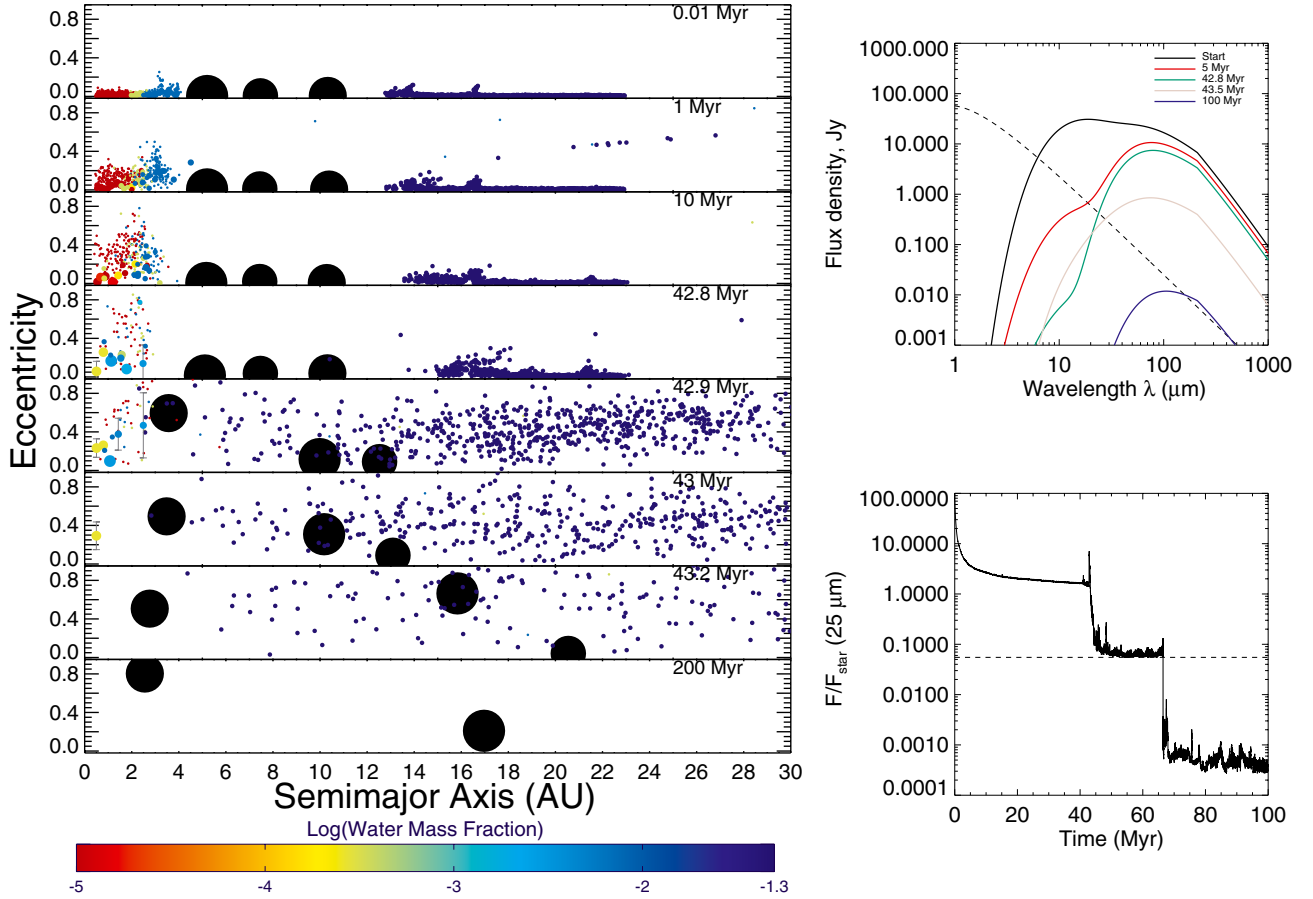 0.01 Myr
0.8
0.4
0.0
1 Myr
0.8
0.4
0.0
10 Myr
0.8
0.4
0.0
42.8 Myr
0.8
0.4
0.0
42.9 Myr
0.8
0.4
0.0
43 Myr
0.8
0.4
0.0
43.2 Myr
0.8
0.4
0.0
200 Myr
0.8
0.4
0.0
Eccentricity
0 2 4 6 8 10 12 14 16 18 20 22 24 26 28 30
Semimajor Axis (AU)
Log(Water Mass Fraction)
-5 -4 -3 -2 -1.3
1000.000
100.000
10.000
1.000
0.100
0.010
0.001
Flux density, Jy
Start
5 Myr
42.8 Myr
43.5 Myr
100 Myr
1 10 100 1000
Wavelength λ (μm)
100.0000
10.0000
1.0000
0.1000
0.0100
0.0010
0.0001
F/Fstar (25 μm)
0 20 40 60 80 100
Time (Myr)